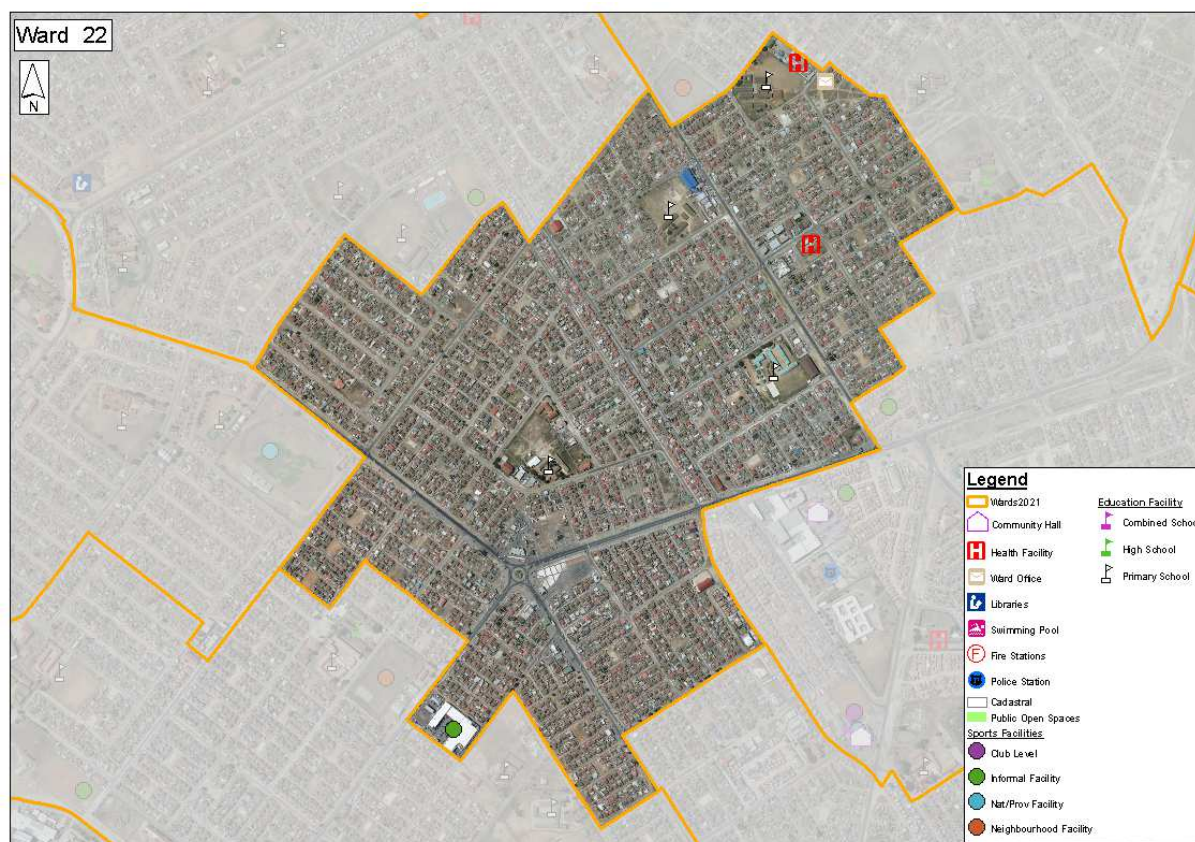 Ward 22
N
Legend
Wards2021
Community Hall
H Health Facility
Ward Office
Libraries
Swimming Pool
F Fire Stations
Police Station
Cadastral
Public Open Spaces
Sports Facilities
Club Level
Informal Facility
Nat/Prov Facility
Neighbourhood Facility
Education Facility
Combined Schoo
High School
Primary School
H
H